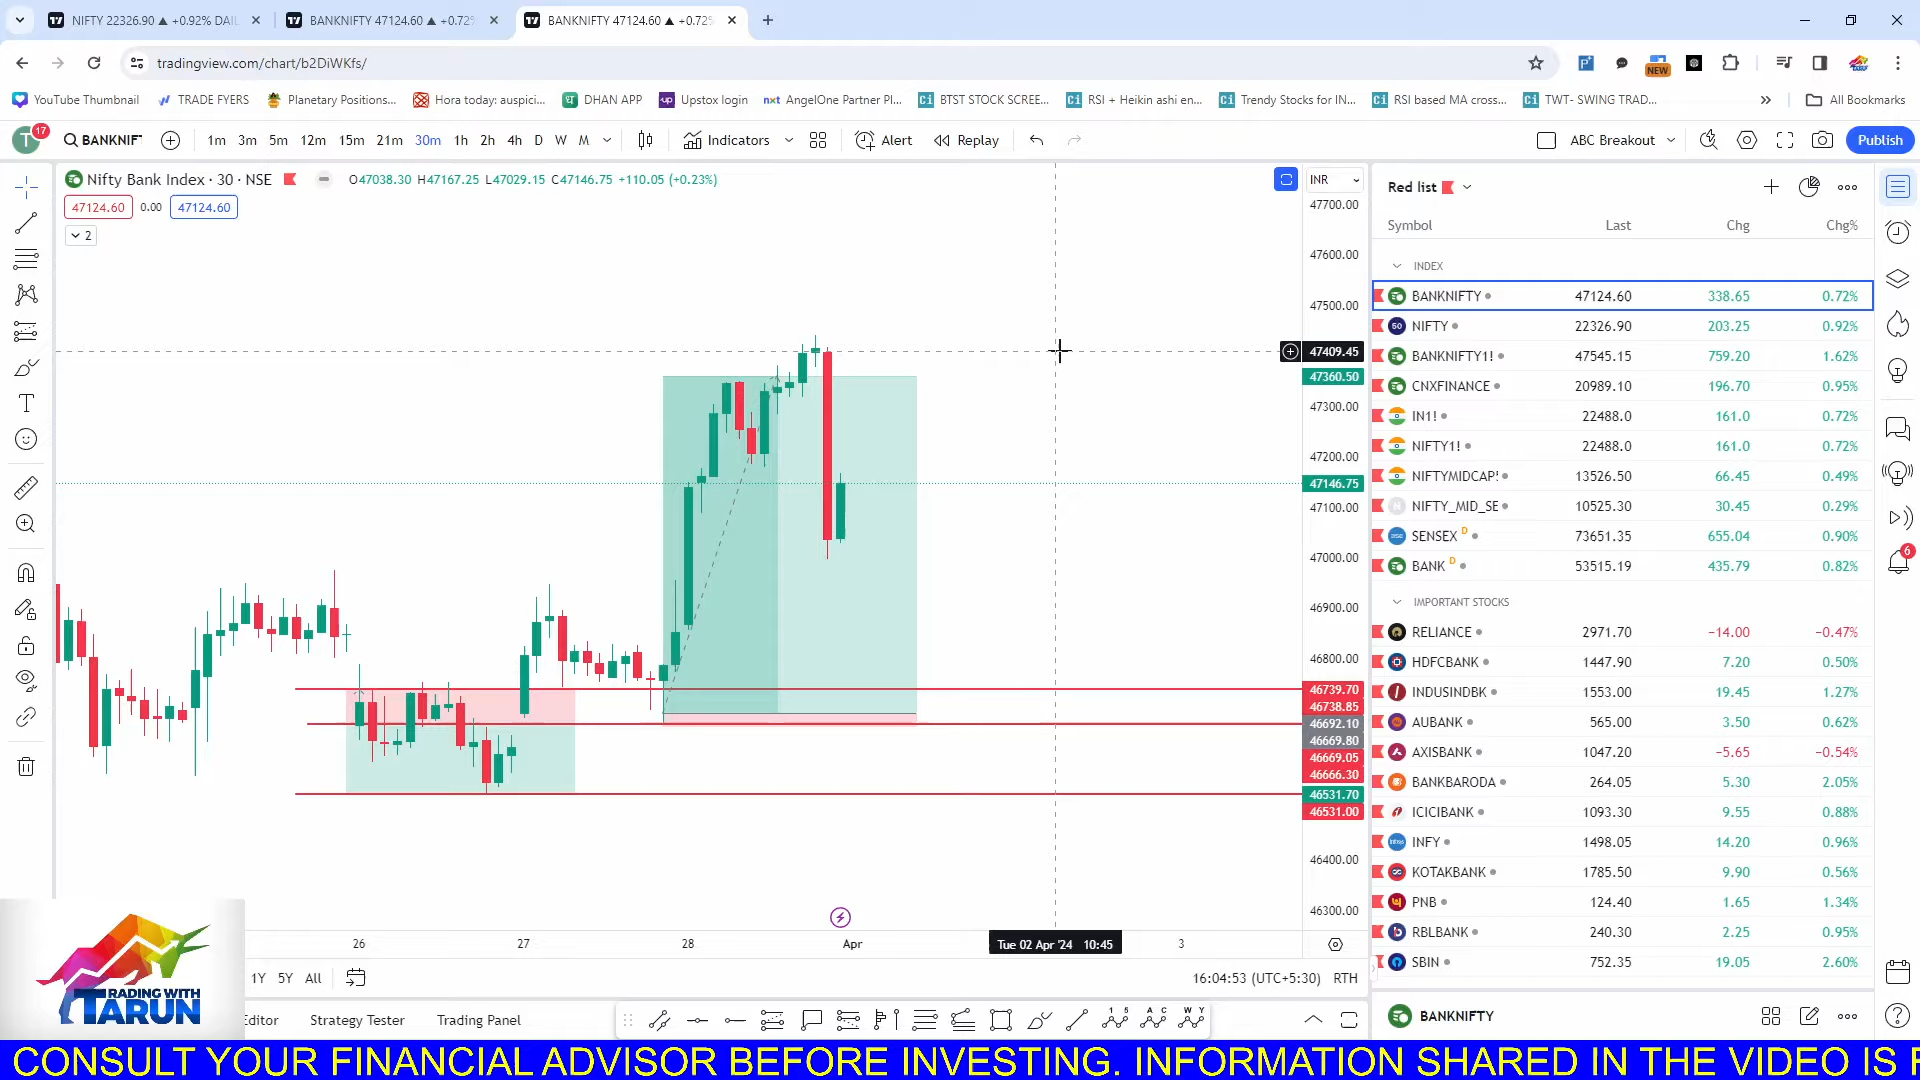 NIFTY 22326.90 ▲ +0.92% DAIL
BANKNIFTY 47124.60 ▲ +0.72%
BANKNIFTY 47124.60 ▲ +0.72%
tradingview.com/chart/b2DiWKfs/
NEW
YouTube Thumbnail
TRADE FYERS
Planetary Positions...
Hora today: auspici...
DHAN APP
Upstox login
AngelOne Partner Pl...
BTST STOCK SCREE...
RSI + Heikin ashi en...
Trendy Stocks for IN...
RSI based MA cross...
TWT- SWING TRAD...
All Bookmarks
T 17
BANKNIF
1m 3m 5m 12m 15m 21m 30m 1h 2h 4h D W M
Indicators
Alert
Replay
ABC Breakout
Publish
Nifty Bank Index · 30 · NSE
O47038.30 H47167.25 L47029.15 C47146.75 +110.05 (+0.23%)
INR
47124.60 0.00 47124.60
2
47700.00
47600.00
47500.00
47409.45
47360.50
47300.00
47200.00
47146.75
47100.00
47000.00
46900.00
46800.00
46739.70
46738.85
46692.10
46669.80
46669.05
46666.30
46531.70
46531.00
46400.00
46300.00
26 27 28 Apr Tue 02 Apr '24 10:45 3
1Y 5Y All
16:04:53 (UTC+5:30) RTH
Editor Strategy Tester Trading Panel
Red list
Symbol Last Chg Chg%
INDEX
BANKNIFTY 47124.60 338.65 0.72%
NIFTY 22326.90 203.25 0.92%
BANKNIFTY1! 47545.15 759.20 1.62%
CNXFINANCE 20989.10 196.70 0.95%
IN1! 22488.0 161.0 0.72%
NIFTY1! 22488.0 161.0 0.72%
NIFTYMIDCAP! 13526.50 66.45 0.49%
NIFTY_MID_SE 10525.30 30.45 0.29%
SENSEX D 73651.35 655.04 0.90%
BANK D 53515.19 435.79 0.82%
IMPORTANT STOCKS
RELIANCE 2971.70 −14.00 −0.47%
HDFCBANK 1447.90 7.20 0.50%
INDUSINDBK 1553.00 19.45 1.27%
AUBANK 565.00 3.50 0.62%
AXISBANK 1047.20 −5.65 −0.54%
BANKBARODA 264.05 5.30 2.05%
ICICIBANK 1093.30 9.55 0.88%
INFY 1498.05 14.20 0.96%
KOTAKBANK 1785.50 9.90 0.56%
PNB 124.40 1.65 1.34%
RBLBANK 240.30 2.25 0.95%
SBIN 752.35 19.05 2.60%
BANKNIFTY
6
RADING WITH
TARUN
CONSULT YOUR FINANCIAL ADVISOR BEFORE INVESTING. INFORMATION SHARED IN THE VIDEO IS F